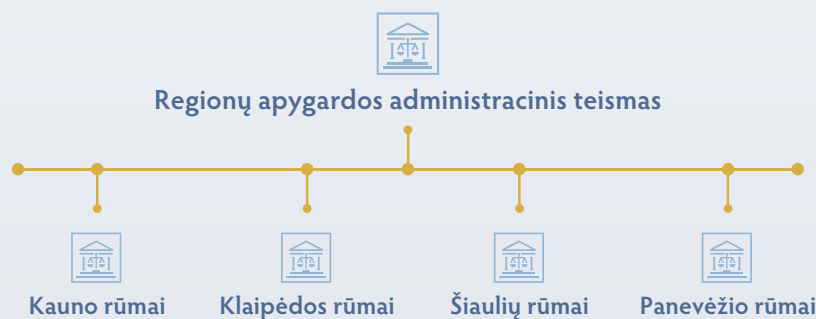 Regionų apygardos administracinis teismas
Kauno rūmai
Klaipėdos rūmai
Šiaulių rūmai
Panevėžio rūmai